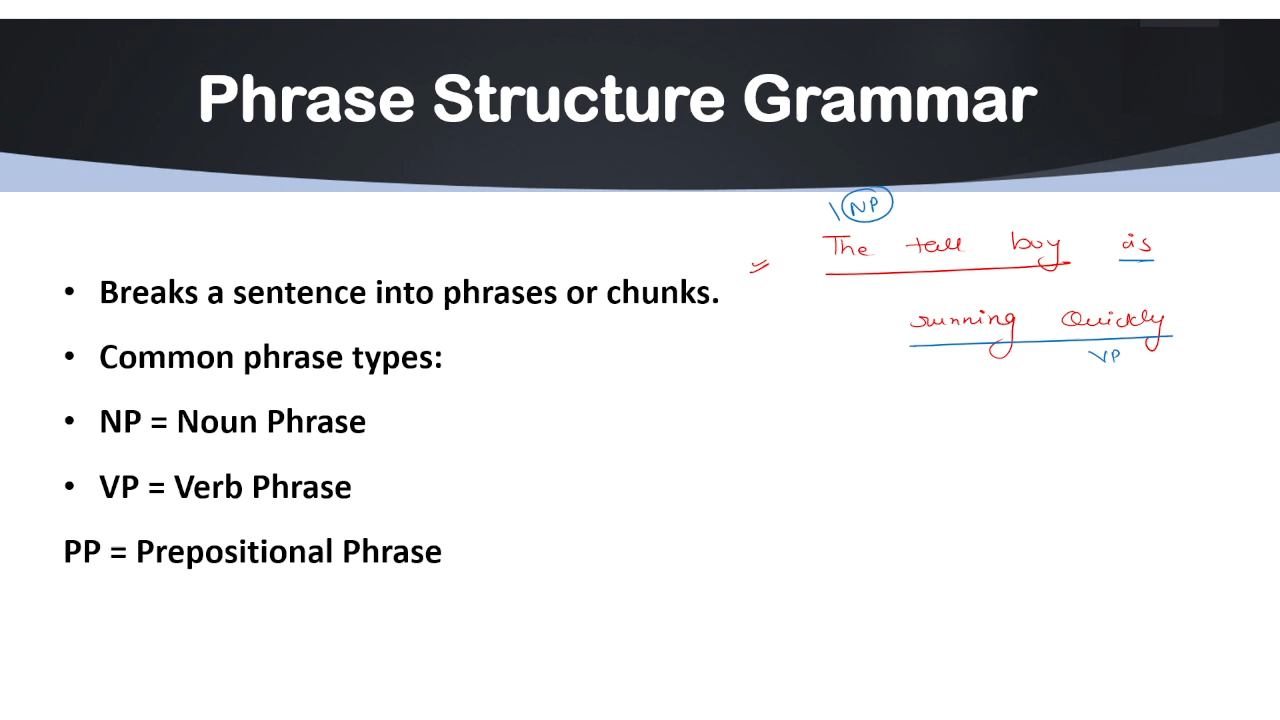 Phrase Structure Grammar
NP
The tall boy is
running Quickly
VP
• Breaks a sentence into phrases or chunks.
• Common phrase types:
• NP = Noun Phrase
• VP = Verb Phrase
PP = Prepositional Phrase